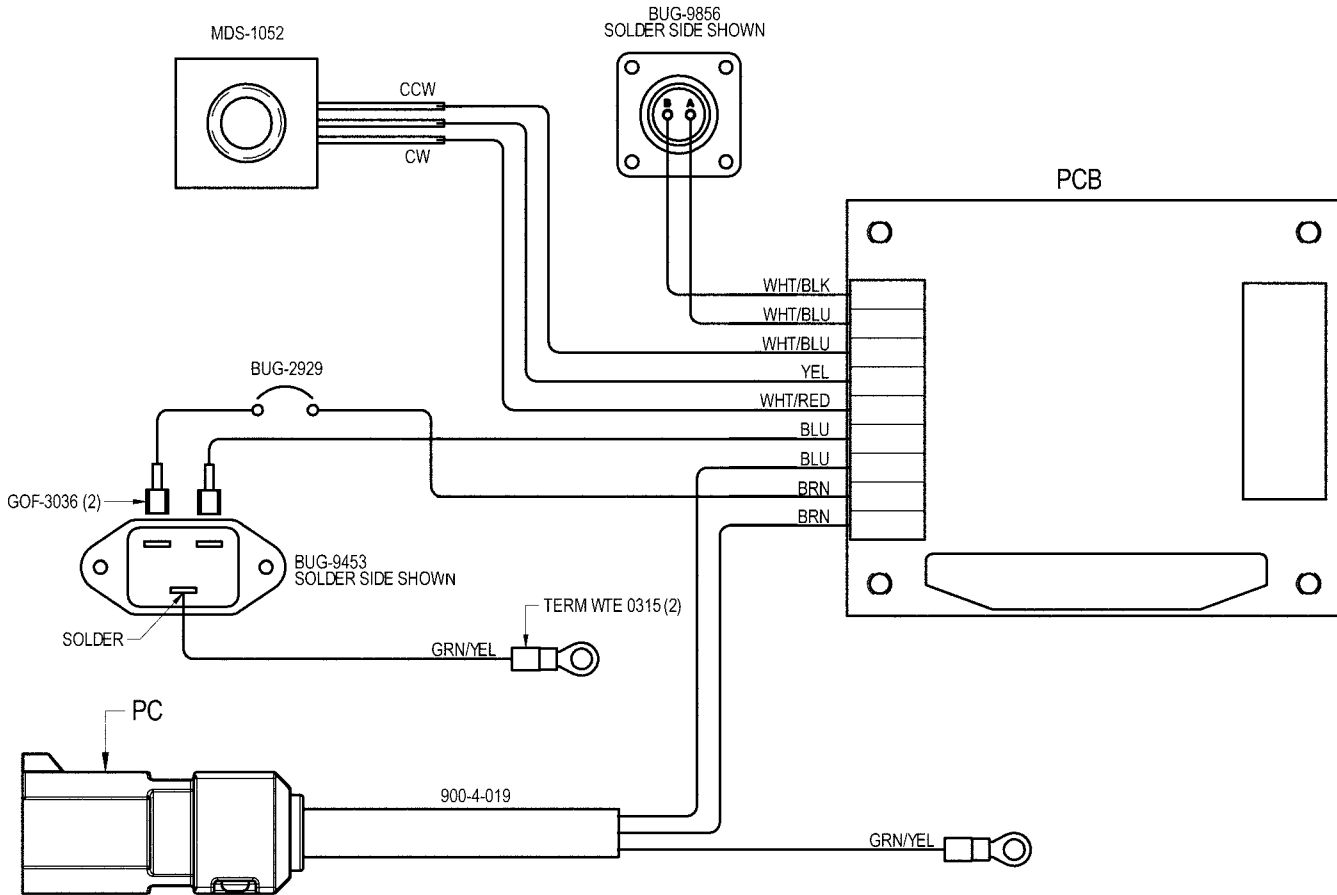 MDS-1052
BUG-9856
SOLDER SIDE SHOWN
CCW
CW
B A
PCB
WHT/BLK
WHT/BLU
WHT/BLU
YEL
WHT/RED
BLU
BLU
BRN
BRN
BUG-2929
GOF-3036 (2)
BUG-9453
SOLDER SIDE SHOWN
SOLDER
TERM WTE 0315 (2)
GRN/YEL
PC
900-4-019
GRN/YEL